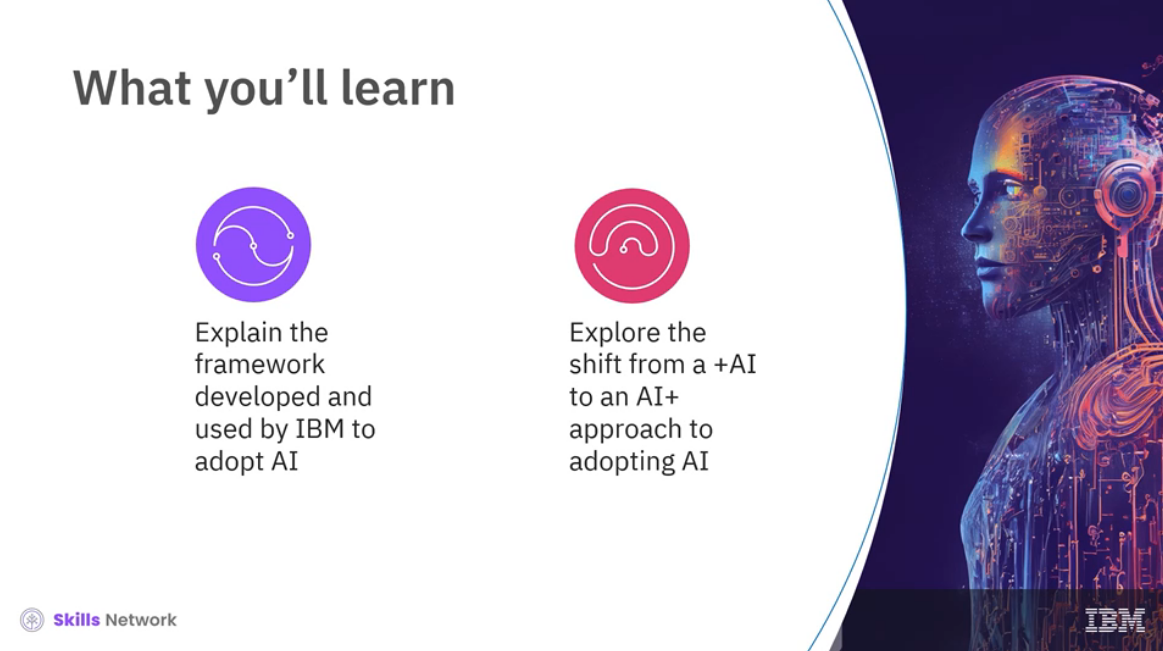 What you’ll learn
Explain the
framework
developed and
used by IBM to
adopt AI
Explore the
shift from a +AI
to an AI+
approach to
adopting AI
Skills Network
IBM